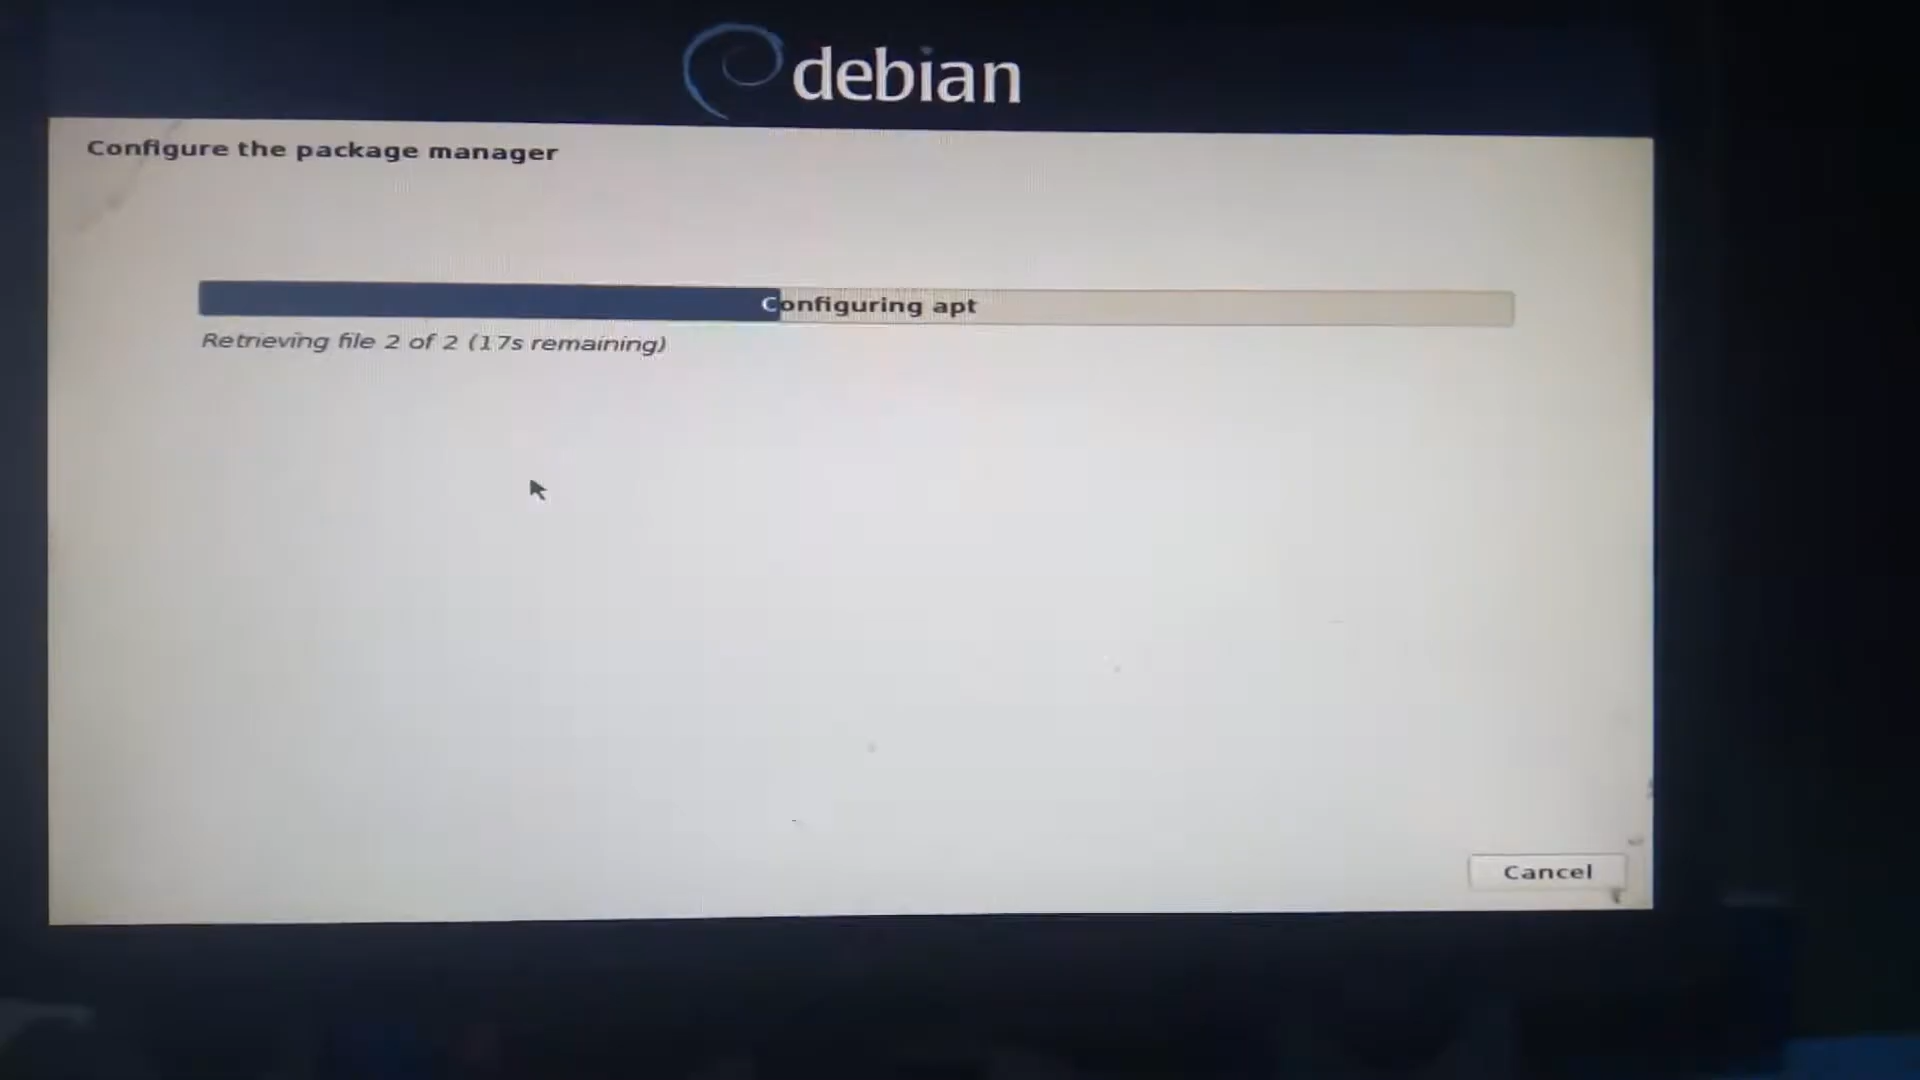 debian
Configure the package manager
Configuring apt
Retrieving file 2 of 2 (17s remaining)
Cancel